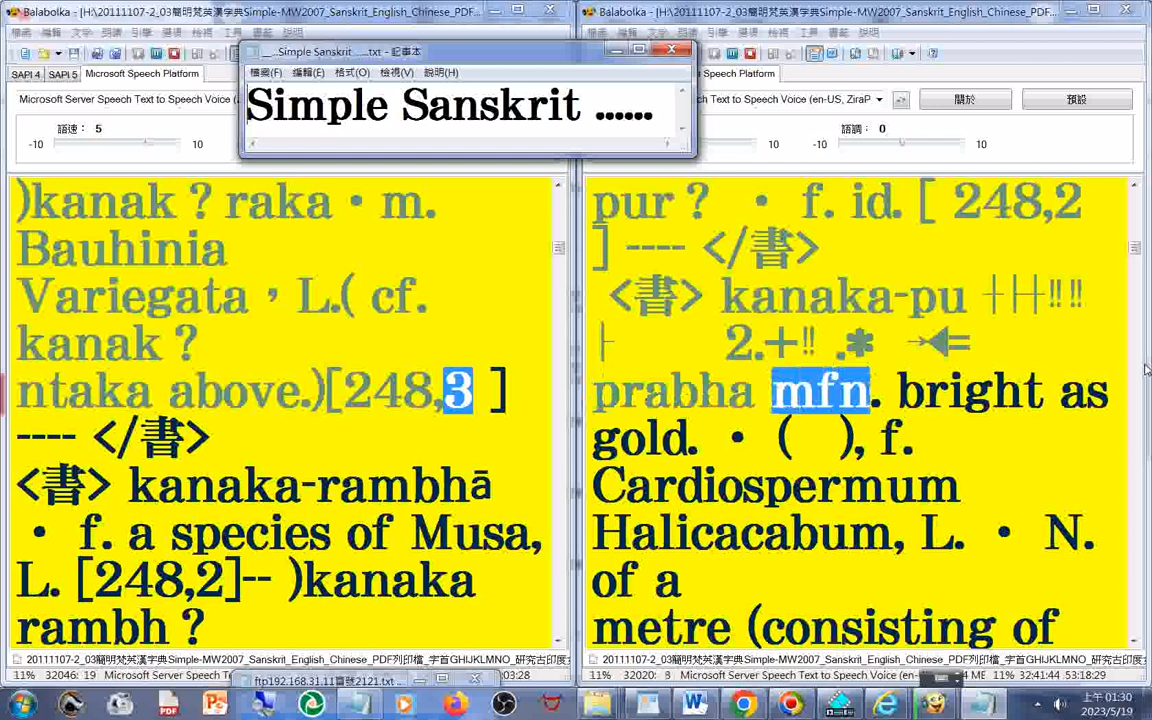 Balabolka - [H:\20111107-2_03簡明梵英漢字典Simple-MW2007_Sanskrit_English_Chinese_PDF...
Balabolka - [H:\20111107-2_03簡明梵英漢字典Simple-MW2007_Sanskrit_English_Chinese_PDF...
__...Simple Sanskrit ......txt - 記事本
檔案(F) 編輯(E) 格式(O) 檢視(V) 說明(H)
Simple Sanskrit ......
SAPI 4 SAPI 5 Microsoft Speech Platform
Speech Platform
Microsoft Server Speech Text to Speech Voice
xt to Speech Voice (en-US, ZiraP
關於 預設
語速： 5
-10 10
10
語調： 0
-10 10
)kanak ? raka • m.
Bauhinia
Variegata，L.( cf.
kanak ?
ntaka above.)[248,3 ]
---- </書>
<書> kanaka-rambhā
• f. a species of Musa,
L. [248,2]-- )kanaka
rambh ?
pur ? • f. id. [ 248,2
] ---- </書>
<書> kanaka-pu
prabha mfn. bright as
gold. • ( ), f.
Cardiospermum
Halicacabum, L. • N.
of a
metre (consisting of
20111107-2_03簡明梵英漢字典Simple-MW2007_Sanskrit_English_Chinese_PDF列印檔_字首GHIJKLMNO_研究古印度
20111107-2_03簡明梵英漢字典Simple-MW2007_Sanskrit_English_Chinese_PDF列印檔_字首GHIJKLMNO_研究古印度
11% 32046: 19 Microsoft Server Speech
03:28
11% 32020: 8 Microsoft Server Speech Text to Speech Voice (en-
11% 32:41:44 53:18:29
上午 01:30
2023/5/19